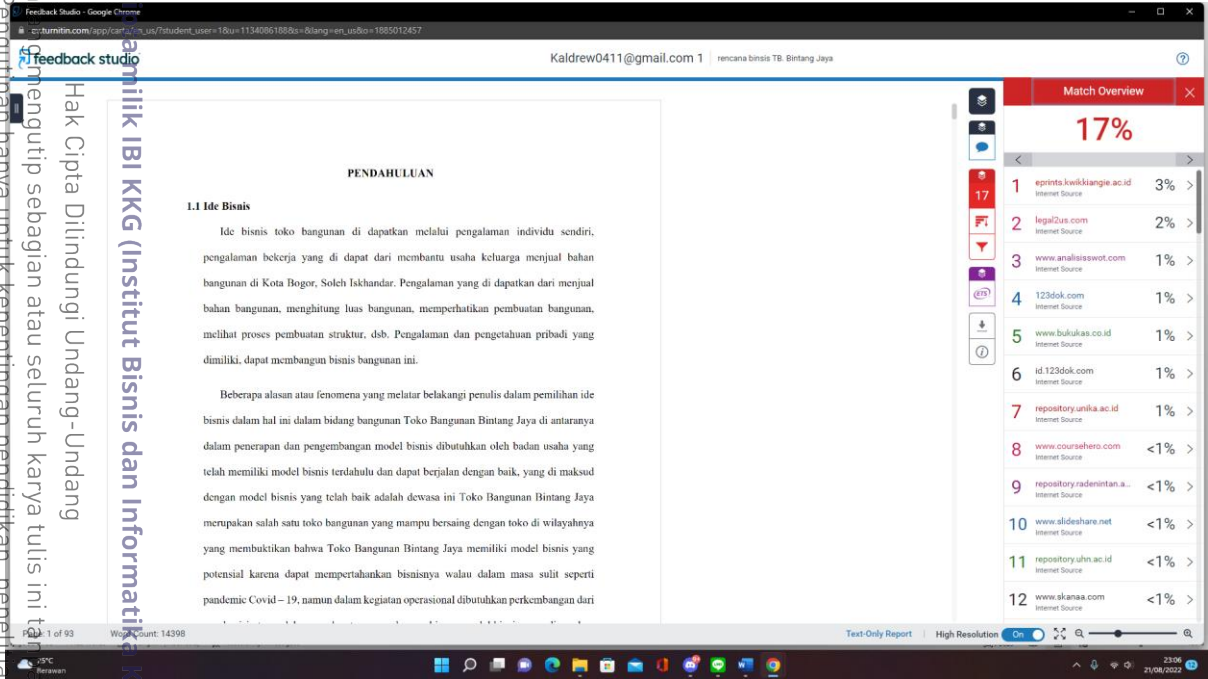 Feedback Studio - Google Chrome
ev.turnitin.com/app/carta/en_us/?student_user=1&u=1134086188&s=&lang=en_us&o=1885012457
feedback studio
Kaldrew0411@gmail.com 1
rencana binsis TB. Bintang Jaya
PENDAHULUAN
1.1 Ide Bisnis
Ide bisnis toko bangunan di dapatkan melalui pengalaman individu sendiri,
pengalaman bekerja yang di dapat dari membantu usaha keluarga menjual bahan
bangunan di Kota Bogor, Soleh Iskhandar. Pengalaman yang di dapatkan dari menjual
bahan bangunan, menghitung luas bangunan, memperhatikan pembuatan bangunan,
melihat proses pembuatan struktur, dsb. Pengalaman dan pengetahuan pribadi yang
dimiliki, dapat membangun bisnis bangunan ini.
Beberapa alasan atau fenomena yang melatar belakangi penulis dalam pemilihan ide
bisnis dalam hal ini dalam bidang bangunan Toko Bangunan Bintang Jaya di antaranya
dalam penerapan dan pengembangan model bisnis dibutuhkan oleh badan usaha yang
telah memiliki model bisnis terdahulu dan dapat berjalan dengan baik, yang di maksud
dengan model bisnis yang telah baik adalah dewasa ini Toko Bangunan Bintang Jaya
merupakan salah satu toko bangunan yang mampu bersaing dengan toko di wilayahnya
yang membuktikan bahwa Toko Bangunan Bintang Jaya memiliki model bisnis yang
potensial karena dapat mempertahankan bisnisnya walau dalam masa sulit seperti
pandemic Covid – 19, namun dalam kegiatan operasional dibutuhkan perkembangan dari
17
ETS
Match Overview
17%
1 eprints.kwikkiangie.ac.id 3%
Internet Source
2 legal2us.com 2%
Internet Source
3 www.analisisswot.com 1%
Internet Source
4 123dok.com 1%
Internet Source
5 www.bukukas.co.id 1%
Internet Source
6 id.123dok.com 1%
Internet Source
7 repository.unika.ac.id 1%
Internet Source
8 www.coursehero.com <1%
Internet Source
9 repository.radenintan.a... <1%
Internet Source
10 www.slideshare.net <1%
Internet Source
11 repository.uhn.ac.id <1%
Internet Source
12 www.skanaa.com <1%
Internet Source
Page: 1 of 93
Word Count: 14398
Text-Only Report
High Resolution On
Berawan
23:06
21/08/2022
milik IBI KKG (Institut Bisnis dan Informatika
Hak Cipta Dilindungi Undang-Undang
mengutip sebagian atau seluruh karya tulis ini
hanya untuk kepentingan pendidikan